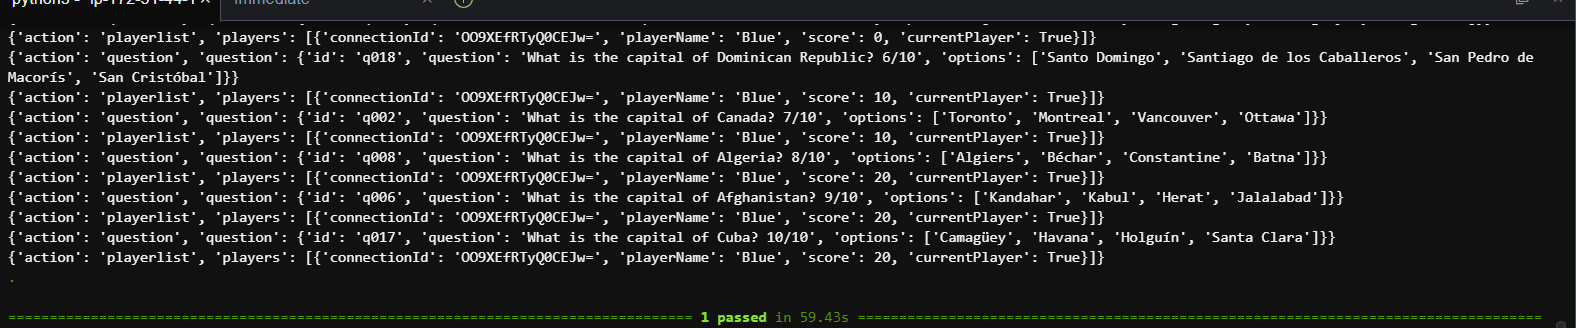 python3 - "ip-172-31-44-1 × Immediate ×
{'action': 'playerlist', 'players': [{'connectionId': 'OO9XEfRTyQ0CEJw=', 'playerName': 'Blue', 'score': 0, 'currentPlayer': True}]}
{'action': 'question', 'question': {'id': 'q018', 'question': 'What is the capital of Dominican Republic? 6/10', 'options': ['Santo Domingo', 'Santiago de los Caballeros', 'San Pedro de
Macorís', 'San Cristóbal']}}
{'action': 'playerlist', 'players': [{'connectionId': 'OO9XEfRTyQ0CEJw=', 'playerName': 'Blue', 'score': 10, 'currentPlayer': True}]}
{'action': 'question', 'question': {'id': 'q002', 'question': 'What is the capital of Canada? 7/10', 'options': ['Toronto', 'Montreal', 'Vancouver', 'Ottawa']}}
{'action': 'playerlist', 'players': [{'connectionId': 'OO9XEfRTyQ0CEJw=', 'playerName': 'Blue', 'score': 10, 'currentPlayer': True}]}
{'action': 'question', 'question': {'id': 'q008', 'question': 'What is the capital of Algeria? 8/10', 'options': ['Algiers', 'Béchar', 'Constantine', 'Batna']}}
{'action': 'playerlist', 'players': [{'connectionId': 'OO9XEfRTyQ0CEJw=', 'playerName': 'Blue', 'score': 20, 'currentPlayer': True}]}
{'action': 'question', 'question': {'id': 'q006', 'question': 'What is the capital of Afghanistan? 9/10', 'options': ['Kandahar', 'Kabul', 'Herat', 'Jalalabad']}}
{'action': 'playerlist', 'players': [{'connectionId': 'OO9XEfRTyQ0CEJw=', 'playerName': 'Blue', 'score': 20, 'currentPlayer': True}]}
{'action': 'question', 'question': {'id': 'q017', 'question': 'What is the capital of Cuba? 10/10', 'options': ['Camagüey', 'Havana', 'Holguín', 'Santa Clara']}}
{'action': 'playerlist', 'players': [{'connectionId': 'OO9XEfRTyQ0CEJw=', 'playerName': 'Blue', 'score': 20, 'currentPlayer': True}]}
.
=================================================================================== 1 passed in 59.43s ===================================================================================